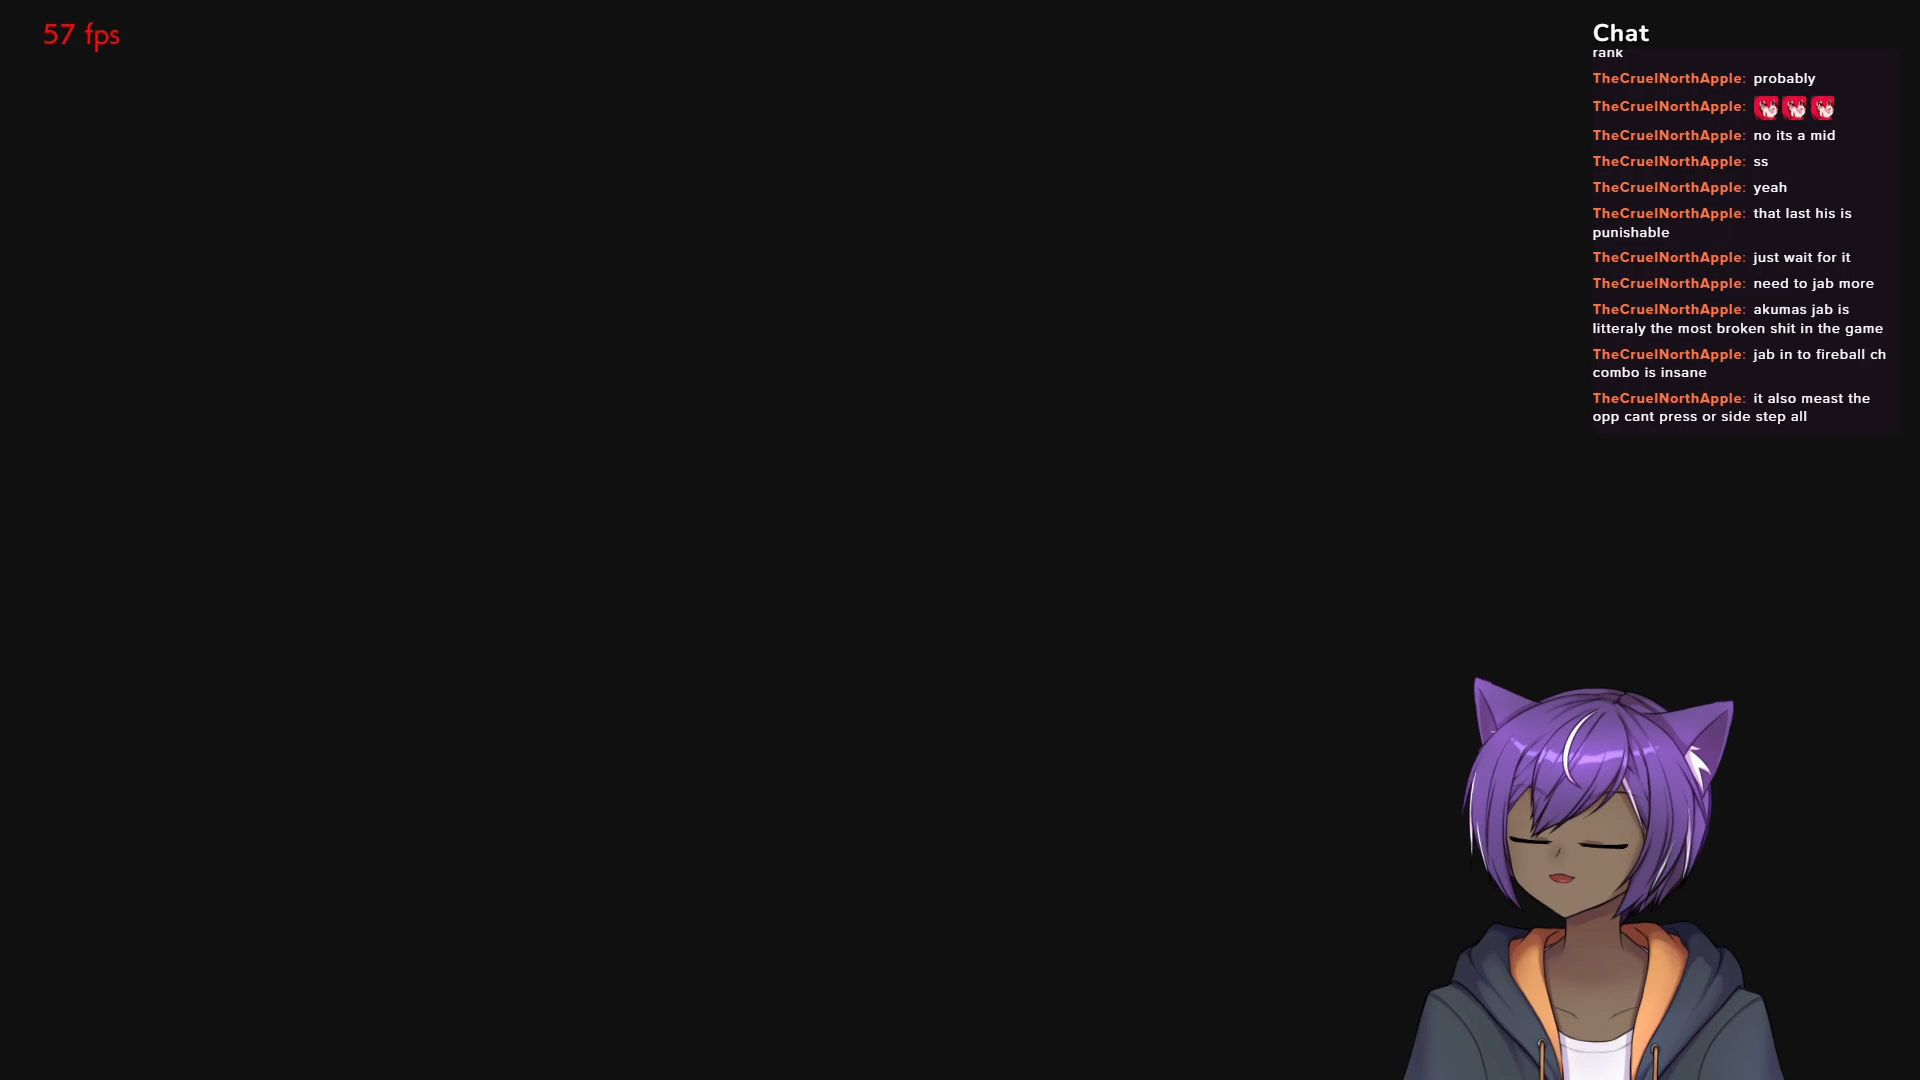 57 fps
Chat
rank
TheCruelNorthApple: probably
TheCruelNorthApple:
TheCruelNorthApple: no its a mid
TheCruelNorthApple: ss
TheCruelNorthApple: yeah
TheCruelNorthApple: that last his is
punishable
TheCruelNorthApple: just wait for it
TheCruelNorthApple: need to jab more
TheCruelNorthApple: akumas jab is
litteraly the most broken shit in the game
TheCruelNorthApple: jab in to fireball ch
combo is insane
TheCruelNorthApple: it also meast the
opp cant press or side step all